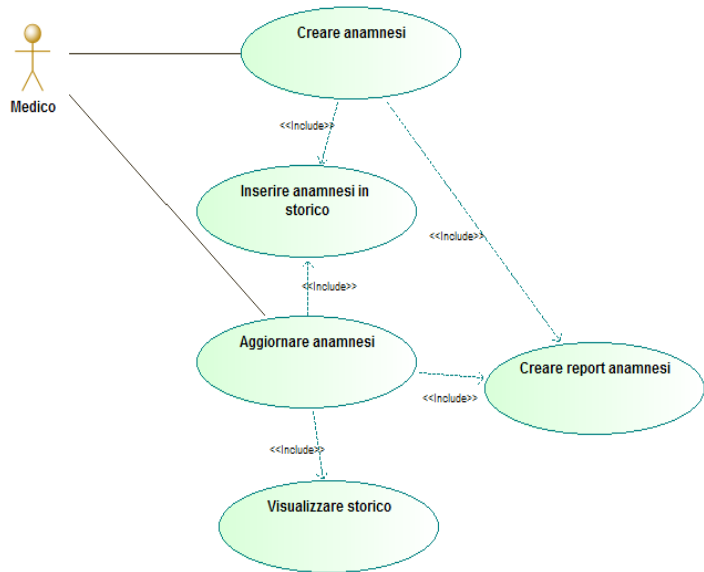 Creare anamnesi
Medico
<<Include>>
Inserire anamnesi in
storico
<<Include>>
<<Include>>
Aggiornare anamnesi
Creare report anamnesi
<<Include>>
<<Include>>
Visualizzare storico